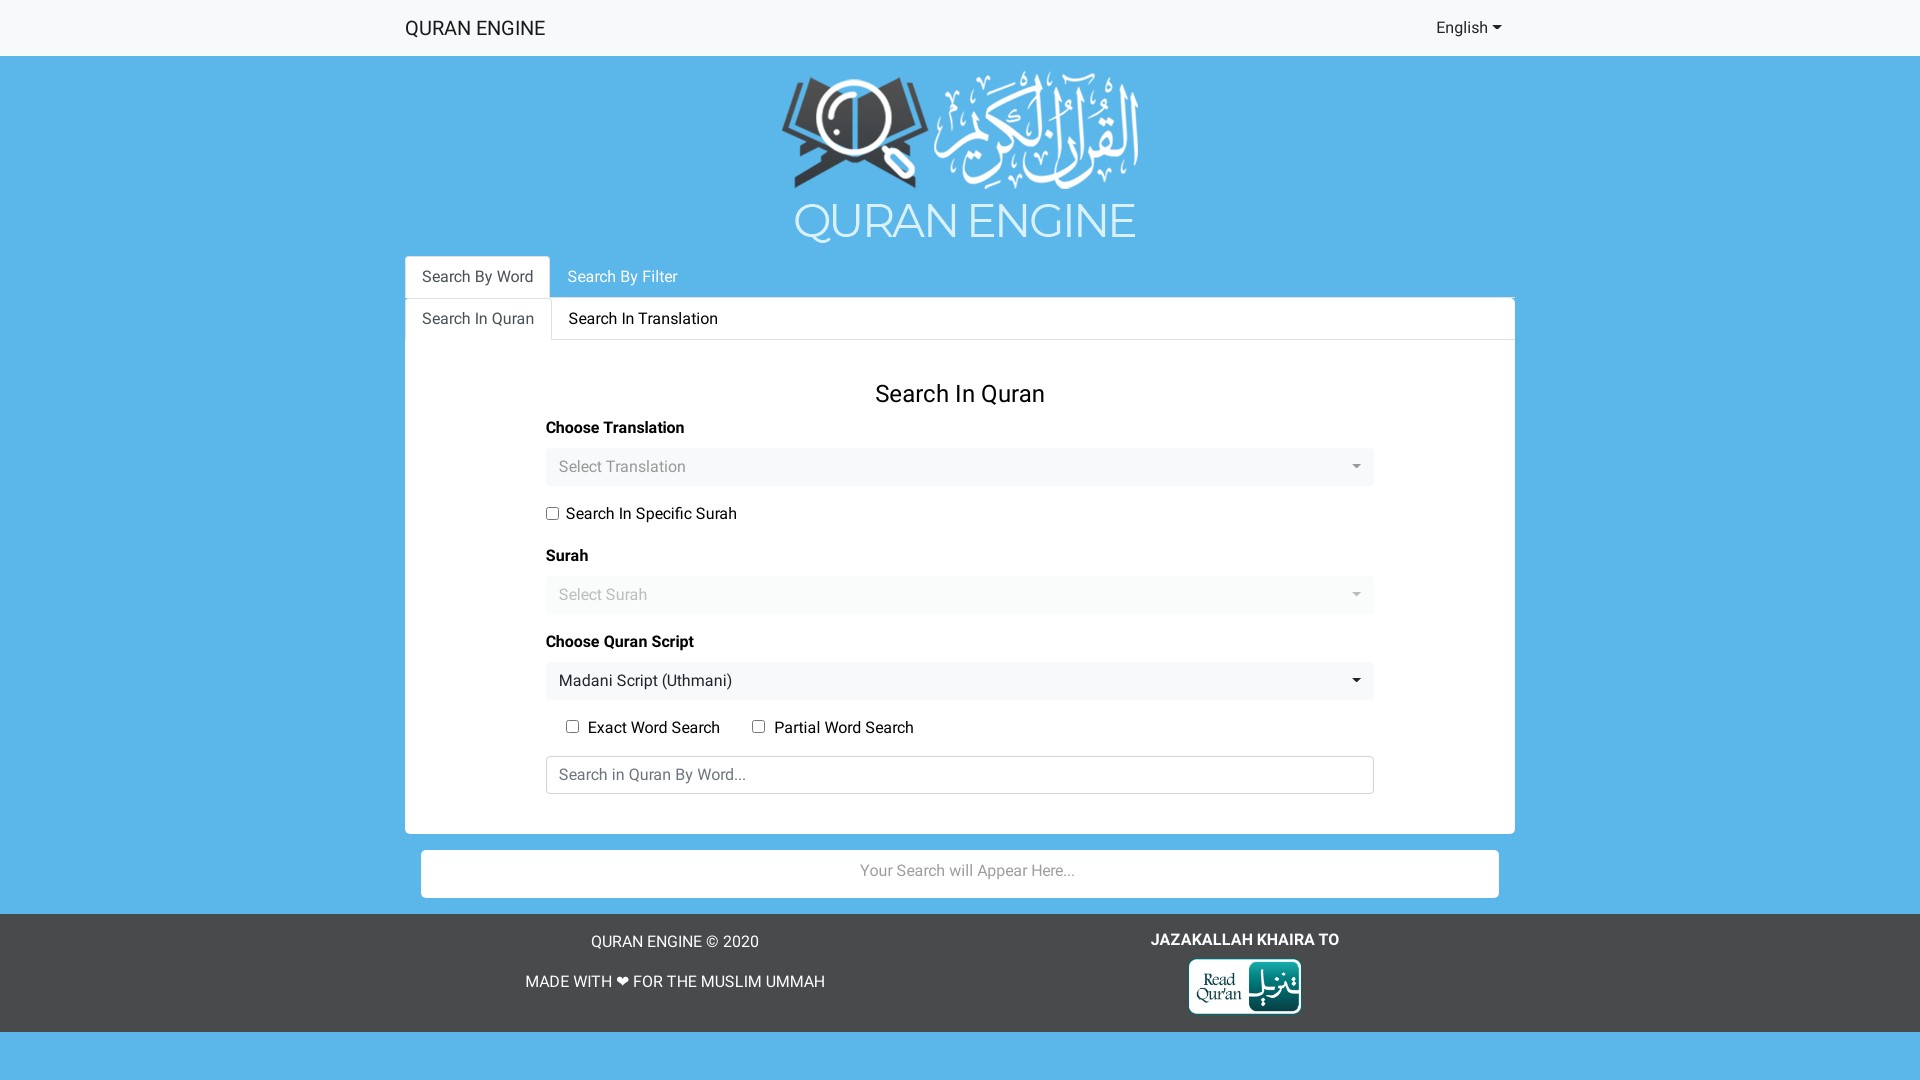 QURAN ENGINE
English
القرآن الكريم
QURAN ENGINE
Search By Word
Search By Filter
Search In Quran
Search In Translation
Search In Quran
Choose Translation
Select Translation
Search In Specific Surah
Surah
Select Surah
Choose Quran Script
Madani Script (Uthmani)
Exact Word Search
Partial Word Search
Search in Quran By Word...
Your Search will Appear Here...
QURAN ENGINE © 2020
MADE WITH ❤ FOR THE MUSLIM UMMAH
JAZAKALLAH KHAIRA TO
Read
Qur'an
تنزيل